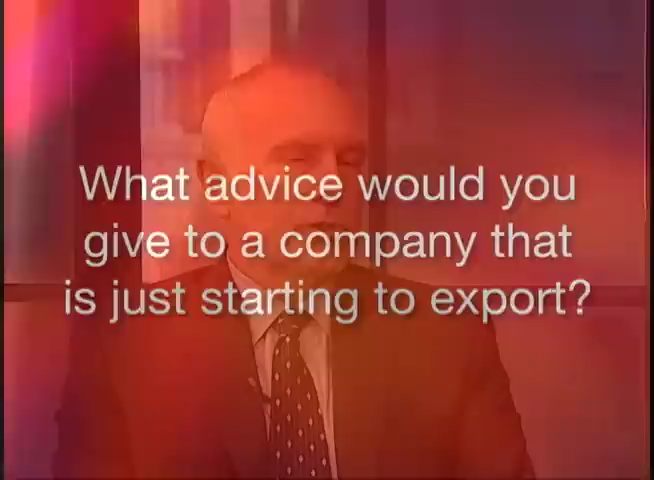 What advice would you
give to a company that
is just starting to export?